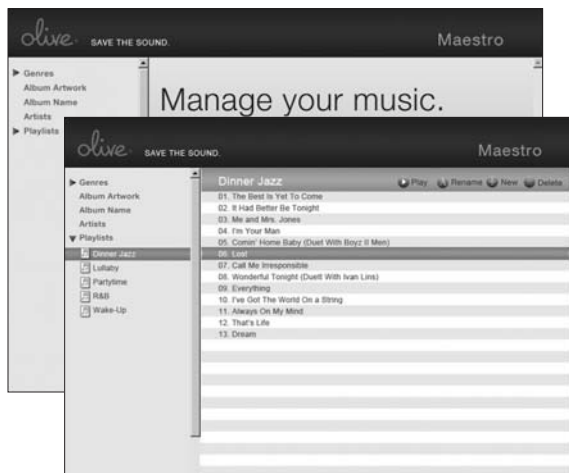 olive. SAVE THE SOUND.
Maestro
Genres
Album Artwork
Album Name
Artists
Playlists
Manage your music.
olive. SAVE THE SOUND.
Maestro
Genres
Album Artwork
Album Name
Artists
Playlists
Dinner Jazz
Lullaby
Partytime
R&B
Wake-Up
Dinner Jazz
Play Rename New Delete
01. The Best Is Yet To Come
02. It Had Better Be Tonight
03. Me and Mrs. Jones
04. I'm Your Man
05. Comin' Home Baby (Duet With Boyz II Men)
06. Lost
07. Call Me Irresponsible
08. Wonderful Tonight (Duett With Ivan Lins)
09. Everything
10. I've Got The World On a String
11. Always On My Mind
12. That's Life
13. Dream